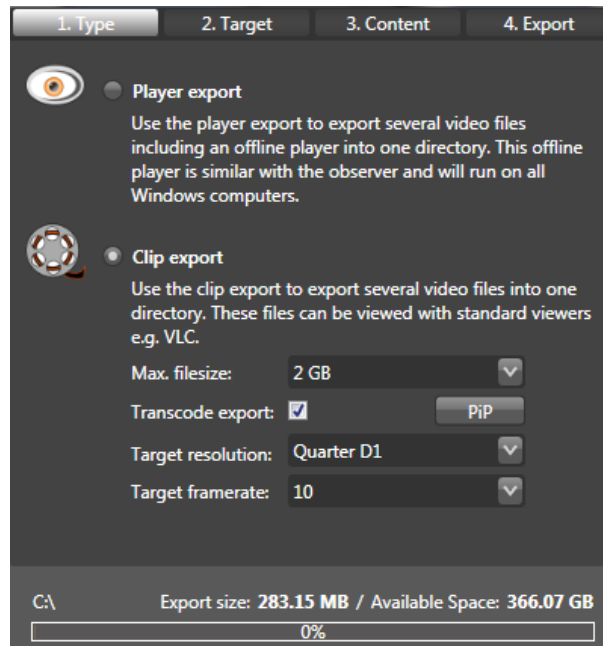 1. Type 2. Target 3. Content 4. Export
Player export
Use the player export to export several video files
including an offline player into one directory. This offline
player is similar with the observer and will run on all
Windows computers.
Clip export
Use the clip export to export several video files into one
directory. These files can be viewed with standard viewers
e.g. VLC.
Max. filesize: 2 GB
Transcode export: PiP
Target resolution: Quarter D1
Target framerate: 10
C:\ Export size: 283.15 MB / Available Space: 366.07 GB
0%